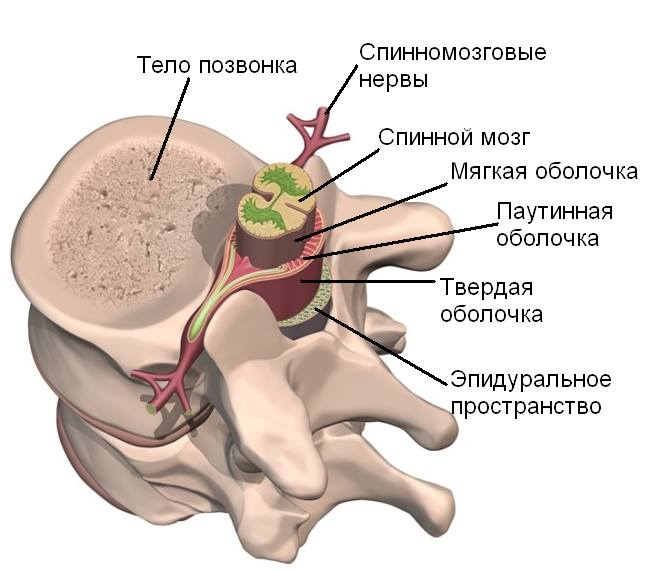 Спинномозговые
нервы
Тело позвонка
Спинной мозг
Мягкая оболочка
Паутинная
оболочка
Твердая
оболочка
Эпидуральное
пространство